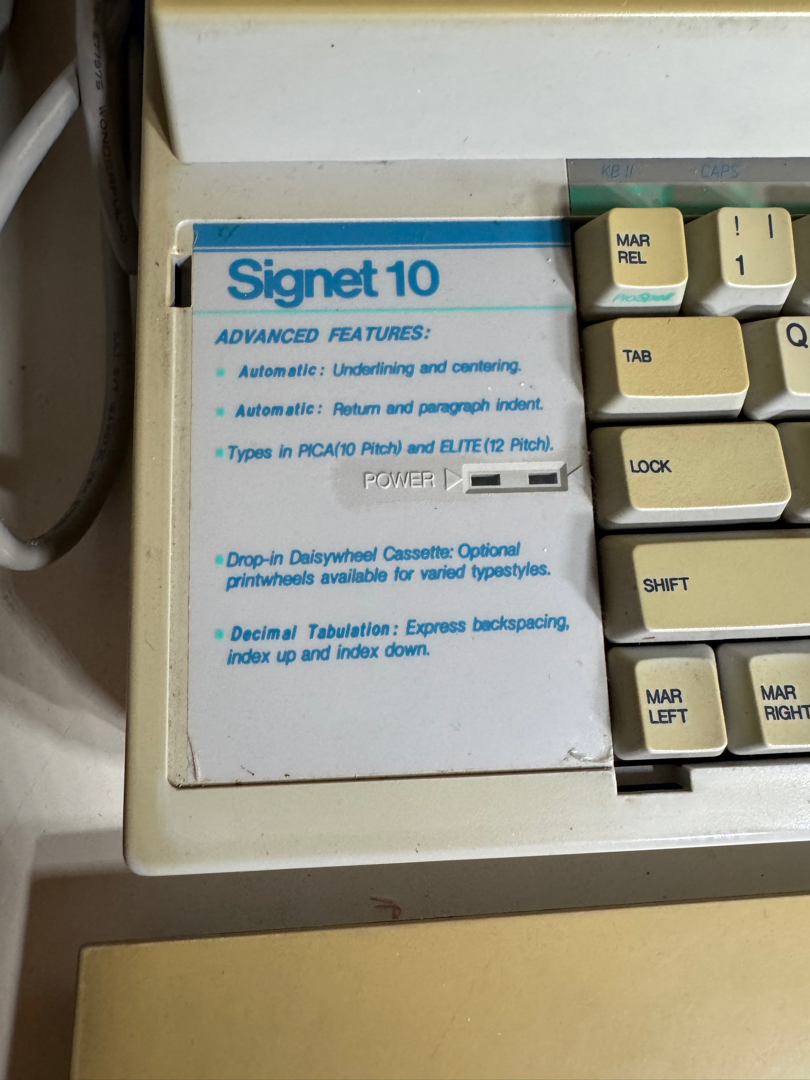 KB II CAPS
Signet 10
ADVANCED FEATURES:
Automatic: Underlining and centering.
Automatic: Return and paragraph indent.
Types in PICA(10 Pitch) and ELITE(12 Pitch).
POWER
Drop-in Daisywheel Cassette: Optional
printwheels available for varied typestyles.
Decimal Tabulation: Express backspacing,
index up and index down.
MAR
REL
ProSpell
! |
1
TAB
Q
LOCK
SHIFT
MAR
LEFT
MAR
RIGHT